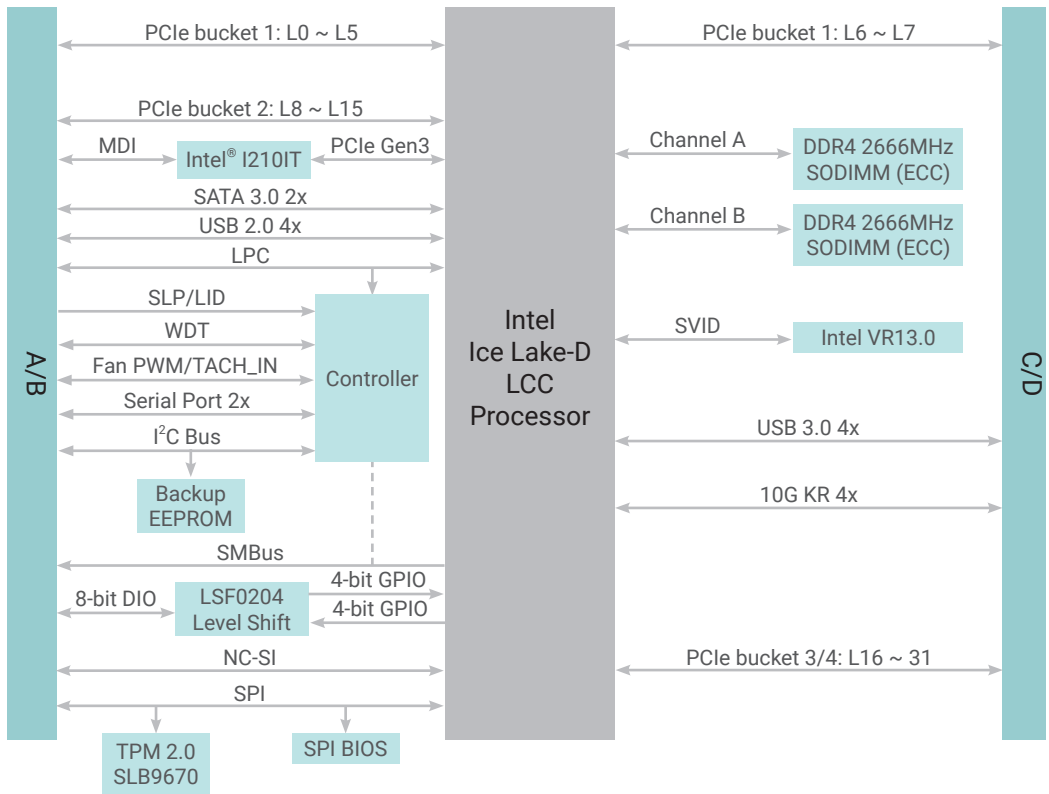 PCIe bucket 1: L0 ~ L5
PCIe bucket 2: L8 ~ L15
MDI
Intel® I210IT
PCIe Gen3
SATA 3.0 2x
USB 2.0 4x
LPC
SLP/LID
WDT
Fan PWM/TACH_IN
Serial Port 2x
I²C Bus
Controller
Backup
EEPROM
SMBus
8-bit DIO
LSF0204
Level Shift
4-bit GPIO
4-bit GPIO
NC-SI
SPI
TPM 2.0
SLB9670
SPI BIOS
A/B
Intel
Ice Lake-D
LCC
Processor
PCIe bucket 1: L6 ~ L7
Channel A
DDR4 2666MHz
SODIMM (ECC)
Channel B
DDR4 2666MHz
SODIMM (ECC)
SVID
Intel VR13.0
USB 3.0 4x
10G KR 4x
PCIe bucket 3/4: L16 ~ 31
C/D